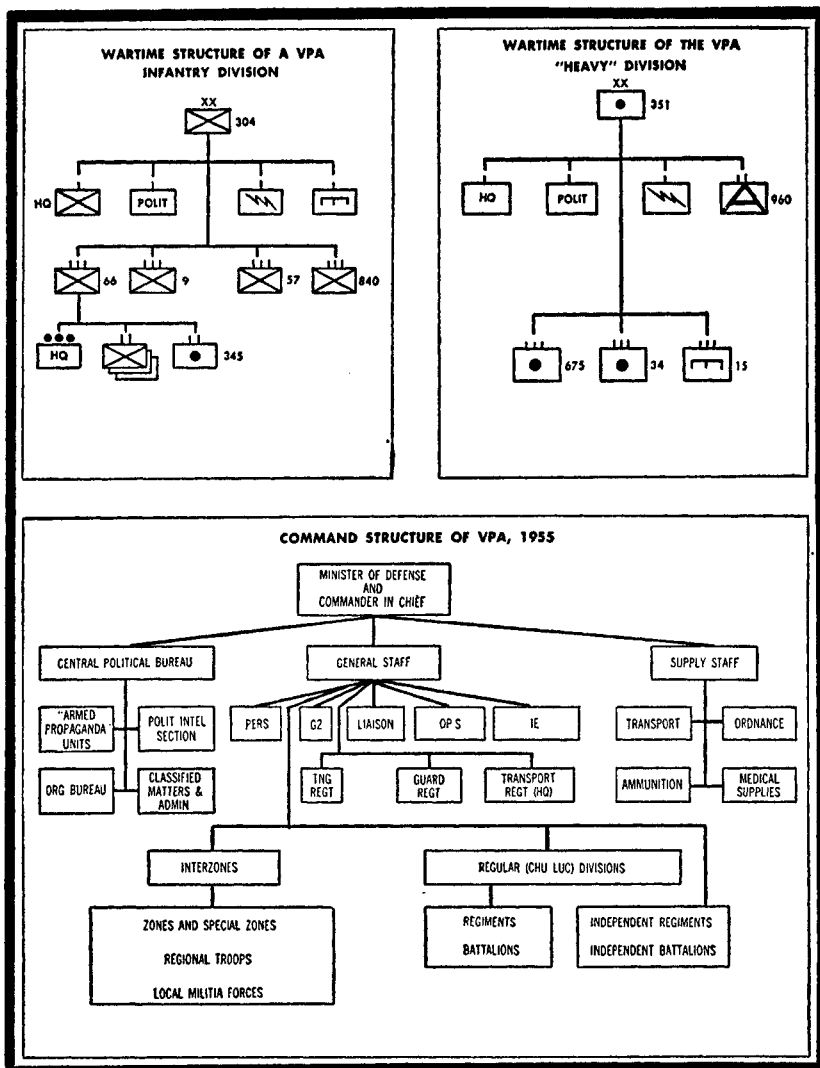 WARTIME STRUCTURE OF A VPA
INFANTRY DIVISION
XX
304
HQ
POLIT
66
9
57
840
HQ
345
WARTIME STRUCTURE OF THE VPA
"HEAVY" DIVISION
XX
351
HQ
POLIT
960
675
34
15
COMMAND STRUCTURE OF VPA, 1955
MINISTER OF DEFENSE
AND
COMMANDER IN CHIEF
CENTRAL POLITICAL BUREAU
GENERAL STAFF
SUPPLY STAFF
"ARMED
PROPAGANDA
UNITS
POLIT INTEL
SECTION
PERS
G2
LIAISON
OP S
IE
TRANSPORT
ORDNANCE
ORG BUREAU
CLASSIFIED
MATTERS &
ADMIN
TNG
REGT
GUARD
REGT
TRANSPORT
REGT (HQ)
AMMUNITION
MEDICAL
SUPPLIES
INTERZONES
REGULAR (CHU LUC) DIVISIONS
ZONES AND SPECIAL ZONES
REGIONAL TROOPS
LOCAL MILITIA FORCES
REGIMENTS
BATTALIONS
INDEPENDENT REGIMENTS
INDEPENDENT BATTALIONS